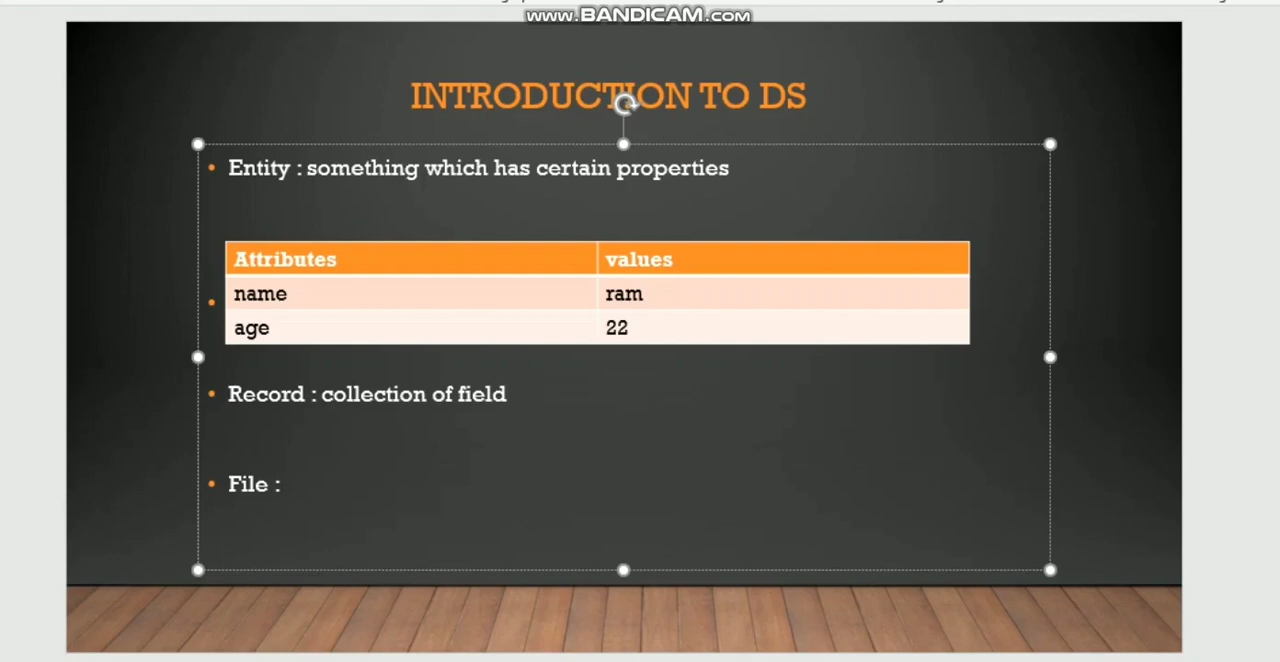 www.BANDICAM.com
INTRODUCTION TO DS
Entity : something which has certain properties
Attributes values
name ram
age 22
Record : collection of field
File :